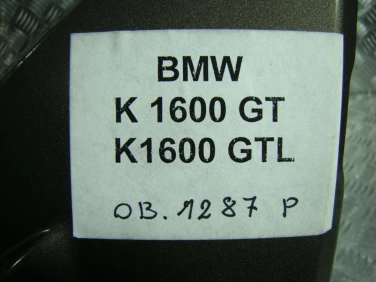 BMW
K 1600 GT
K1600 GTL
OB.1287 P